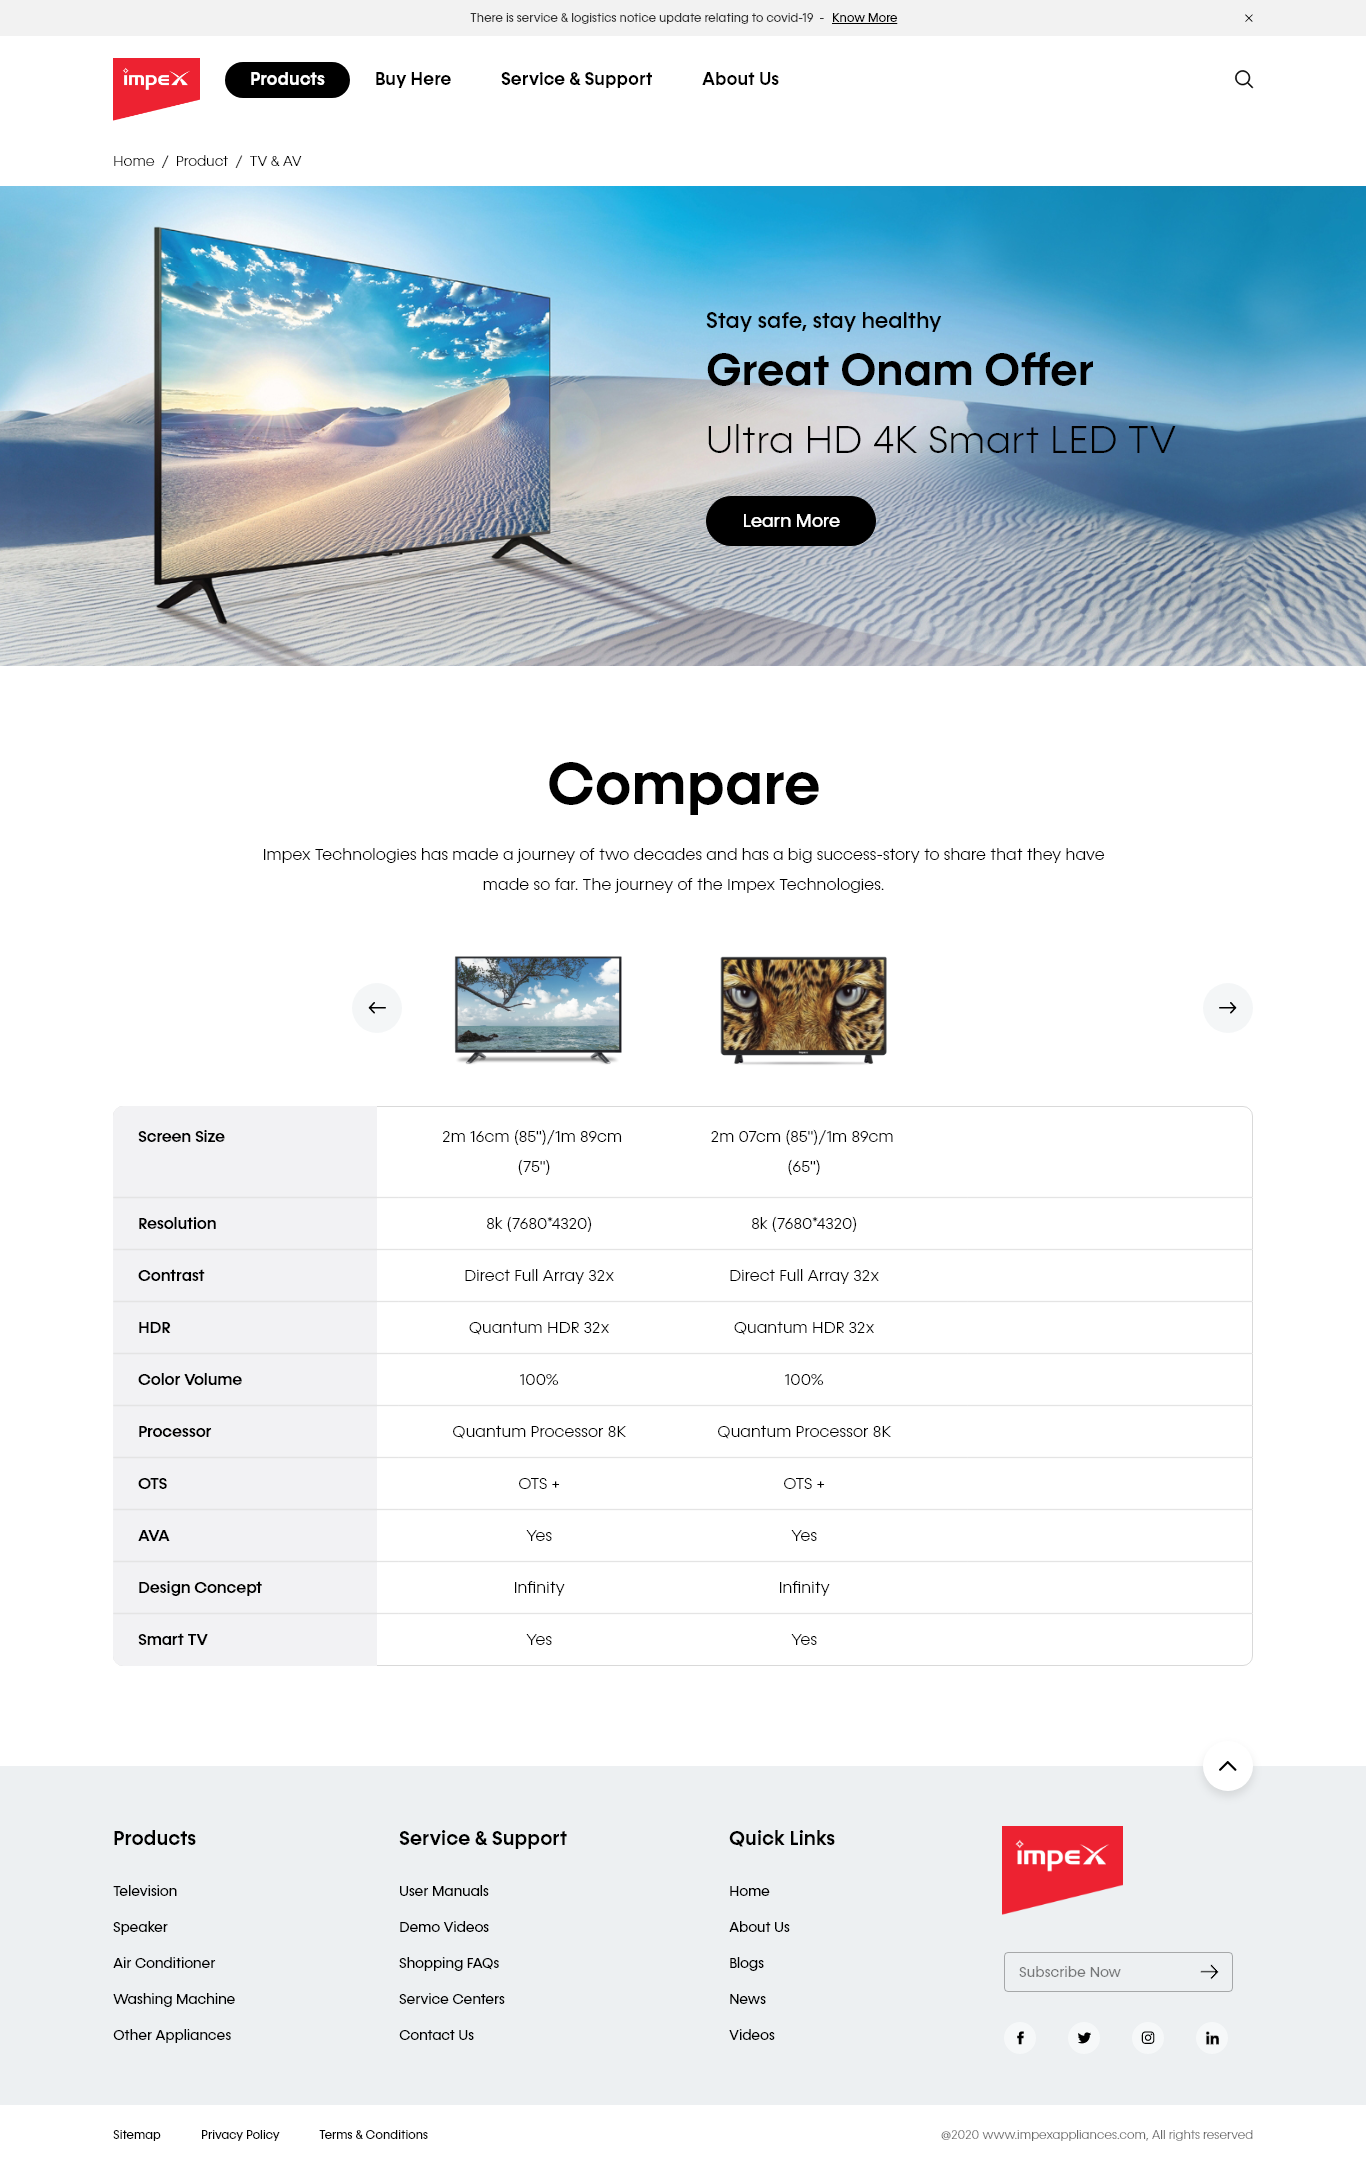 There is service & logistics notice update relating to covid-19 - Know More
impex
Products Buy Here Service & Support About Us
Home / Product / TV & AV
Stay safe, stay healthy
Great Onam Offer
Ultra HD 4K Smart LED TV
Learn More
Compare
Impex Technologies has made a journey of two decades and has a big success-story to share that they have
made so far. The journey of the Impex Technologies.
Screen Size 2m 16cm (85")/1m 89cm 2m 07cm (85")/1m 89cm
(75") (65")
Resolution 8k (7680*4320) 8k (7680*4320)
Contrast Direct Full Array 32x Direct Full Array 32x
HDR Quantum HDR 32x Quantum HDR 32x
Color Volume 100% 100%
Processor Quantum Processor 8K Quantum Processor 8K
OTS OTS + OTS +
AVA Yes Yes
Design Concept Infinity Infinity
Smart TV Yes Yes
Products
Television
Speaker
Air Conditioner
Washing Machine
Other Appliances
Service & Support
User Manuals
Demo Videos
Shopping FAQs
Service Centers
Contact Us
Quick Links
Home
About Us
Blogs
News
Videos
impex
Subscribe Now
Sitemap Privacy Policy Terms & Conditions @2020 www.impexappliances.com, All rights reserved